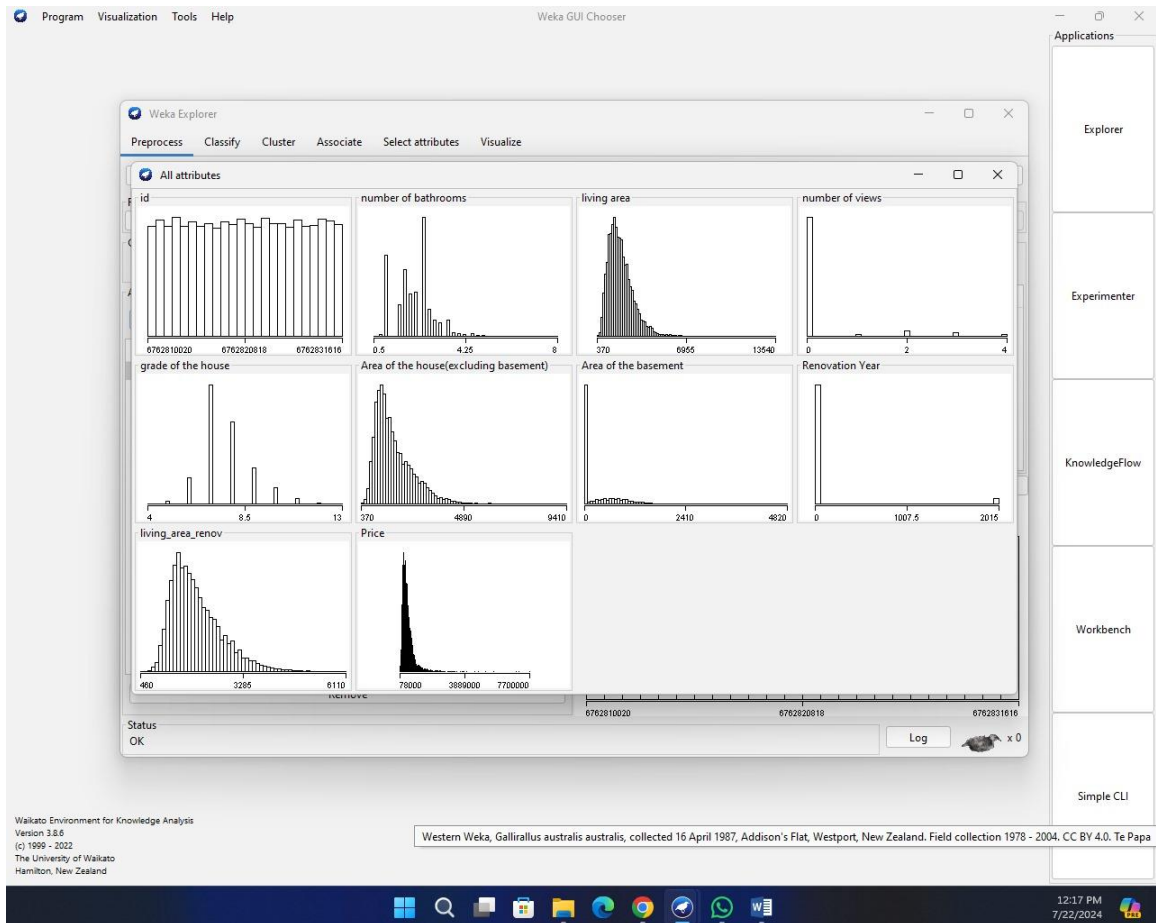 Program Visualization Tools Help
Weka GUI Chooser
Applications
Explorer
Experimenter
KnowledgeFlow
Workbench
Simple CLI
Weka Explorer
Preprocess Classify Cluster Associate Select attributes Visualize
All attributes
id
6762810020 6762820818 6762831616
number of bathrooms
0.5 4.25 8
living area
370 6955 13540
number of views
0 2 4
grade of the house
4 8.5 13
Area of the house(excluding basement)
370 4890 9410
Area of the basement
0 2410 4820
Renovation Year
0 1007.5 2015
living_area_renov
460 3285 6110
Price
78000 3889000 7700000
Remove
6762810020 6762820818 6762831616
Status
OK
Log
x 0
Waikato Environment for Knowledge Analysis
Version 3.8.6
(c) 1999 - 2022
The University of Waikato
Hamilton, New Zealand
Western Weka, Gallirallus australis australis, collected 16 April 1987, Addison's Flat, Westport, New Zealand. Field collection 1978 - 2004. CC BY 4.0. Te Papa
12:17 PM
7/22/2024
PRE